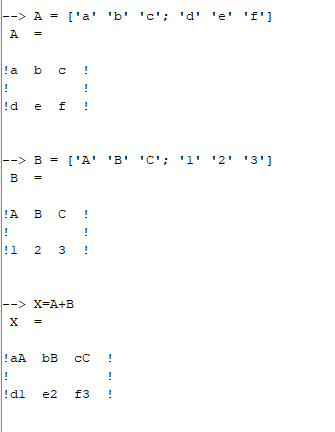 --> A = ['a' 'b' 'c'; 'd' 'e' 'f']
A  =
!a  b  c  !
!         !
!d  e  f  !
--> B = ['A' 'B' 'C'; '1' '2' '3']
B  =
!A  B  C  !
!         !
!1  2  3  !
--> X=A+B
X  =
!aA  bB  cC  !
!            !
!d1  e2  f3  !